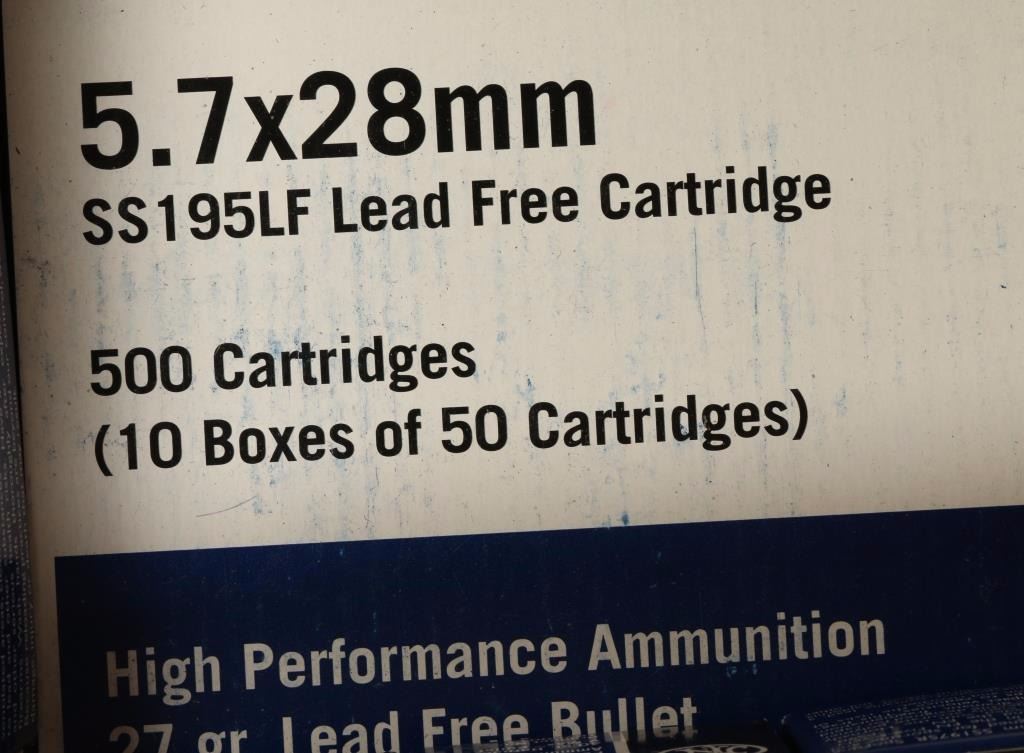 5.7x28mm
SS195LF Lead Free Cartridge
500 Cartridges
(10 Boxes of 50 Cartridges)
High Performance Ammunition
27 gr. Lead Free Bullet